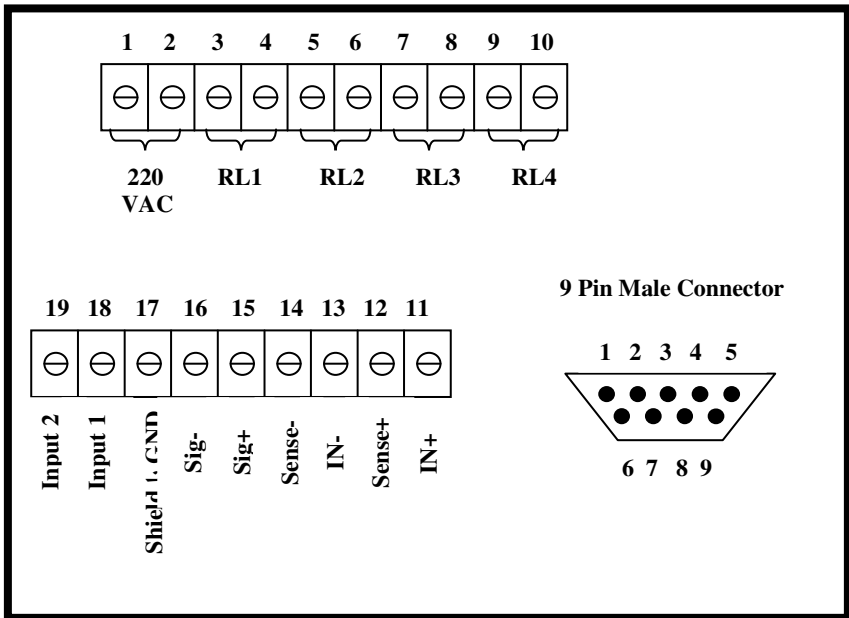 1 2 3 4 5 6 7 8 9 10
220 RL1 RL2 RL3 RL4
VAC
9 Pin Male Connector
19 18 17 16 15 14 13 12 11
1 2 3 4 5
Input 2
Input 1
Shield GND
Sig-
Sig+
Sense-
IN-
Sense+
IN+
6 7 8 9